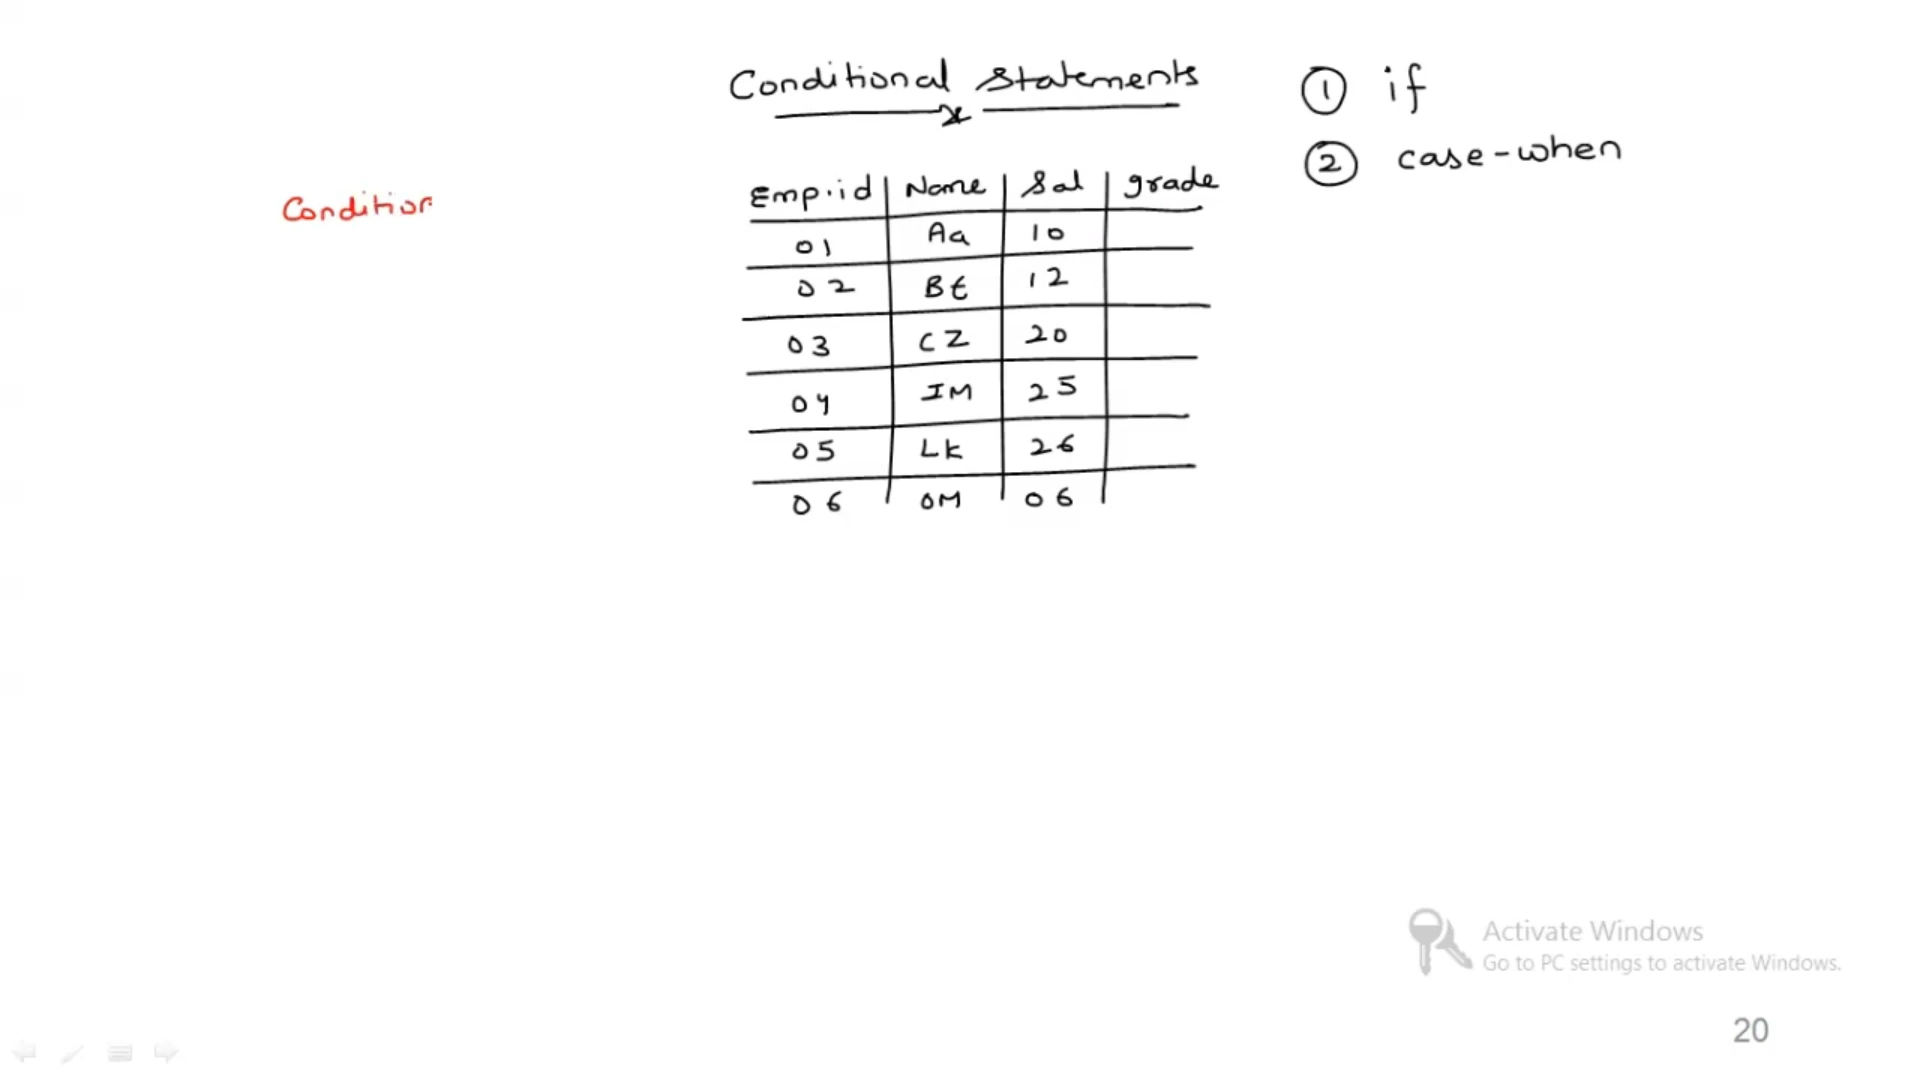 Conditional Statements
① if
② case-when
Condition
Emp.id Name Sal grade
01 Aa 10
02 Bt 12
03 CZ 20
04 IM 25
05 Lk 26
06 OM 06
Activate Windows
Go to PC settings to activate Windows.
20